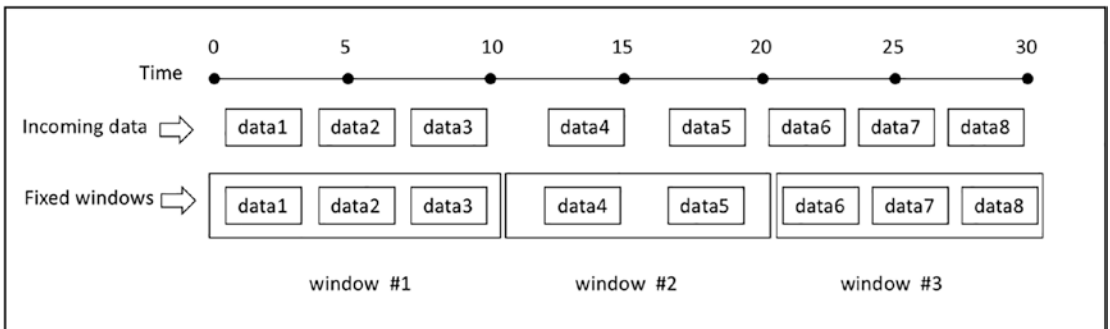 0 5 10 15 20 25 30
Time
Incoming data data1 data2 data3 data4 data5 data6 data7 data8
Fixed windows data1 data2 data3 data4 data5 data6 data7 data8
window #1 window #2 window #3